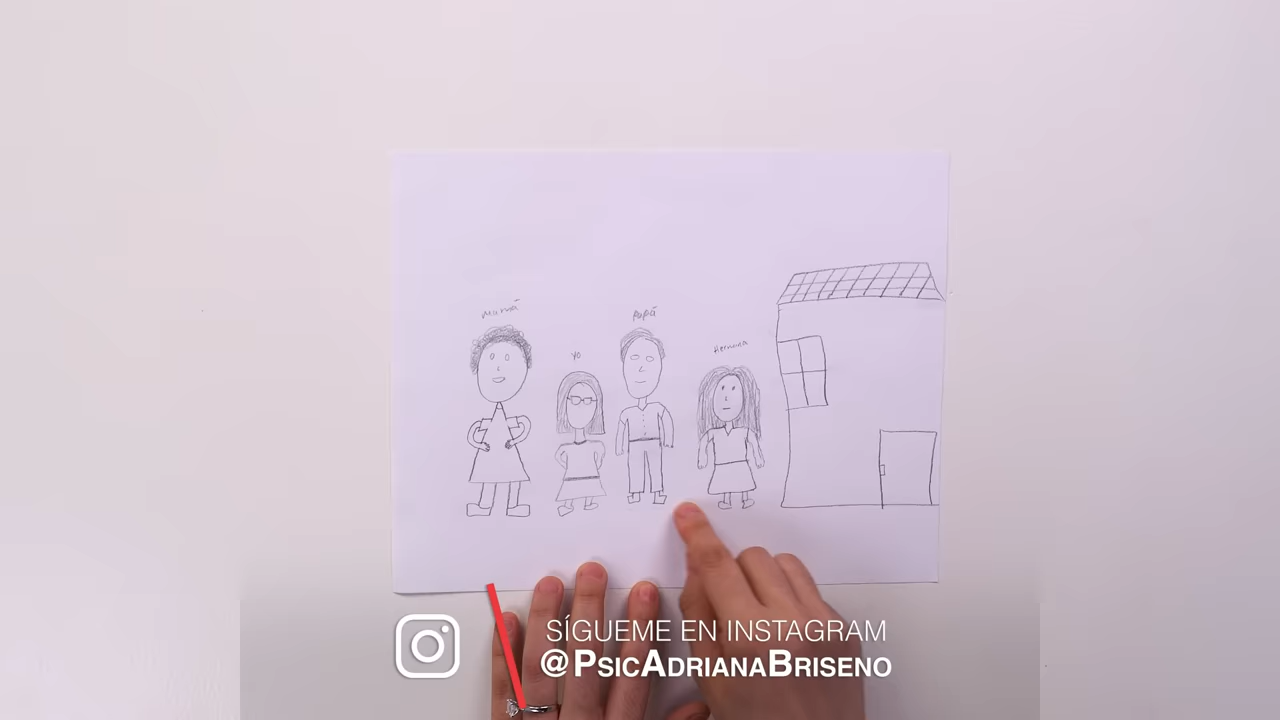 Mamá
Yo
Papá
Hermana
SÍGUEME EN INSTAGRAM
@PSICADRIANABRISENO